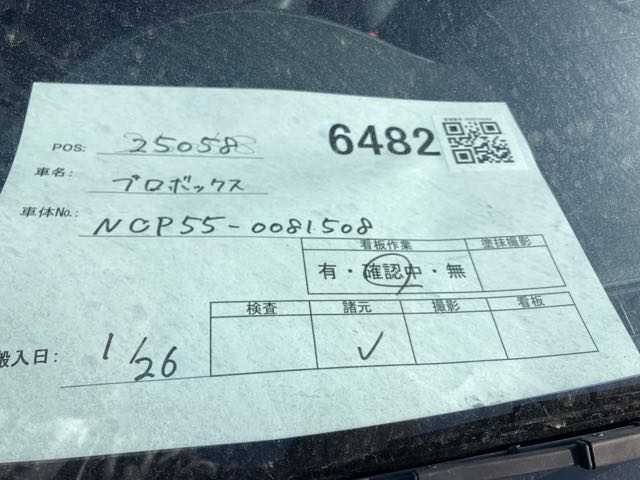 6482
POS: 25058
車名: プロボックス
車体No.: NCP55-0081508
看板作業 塗抹撮影
有・確認中・無
検査 諸元 撮影 看板
✓
搬入日: 1/26